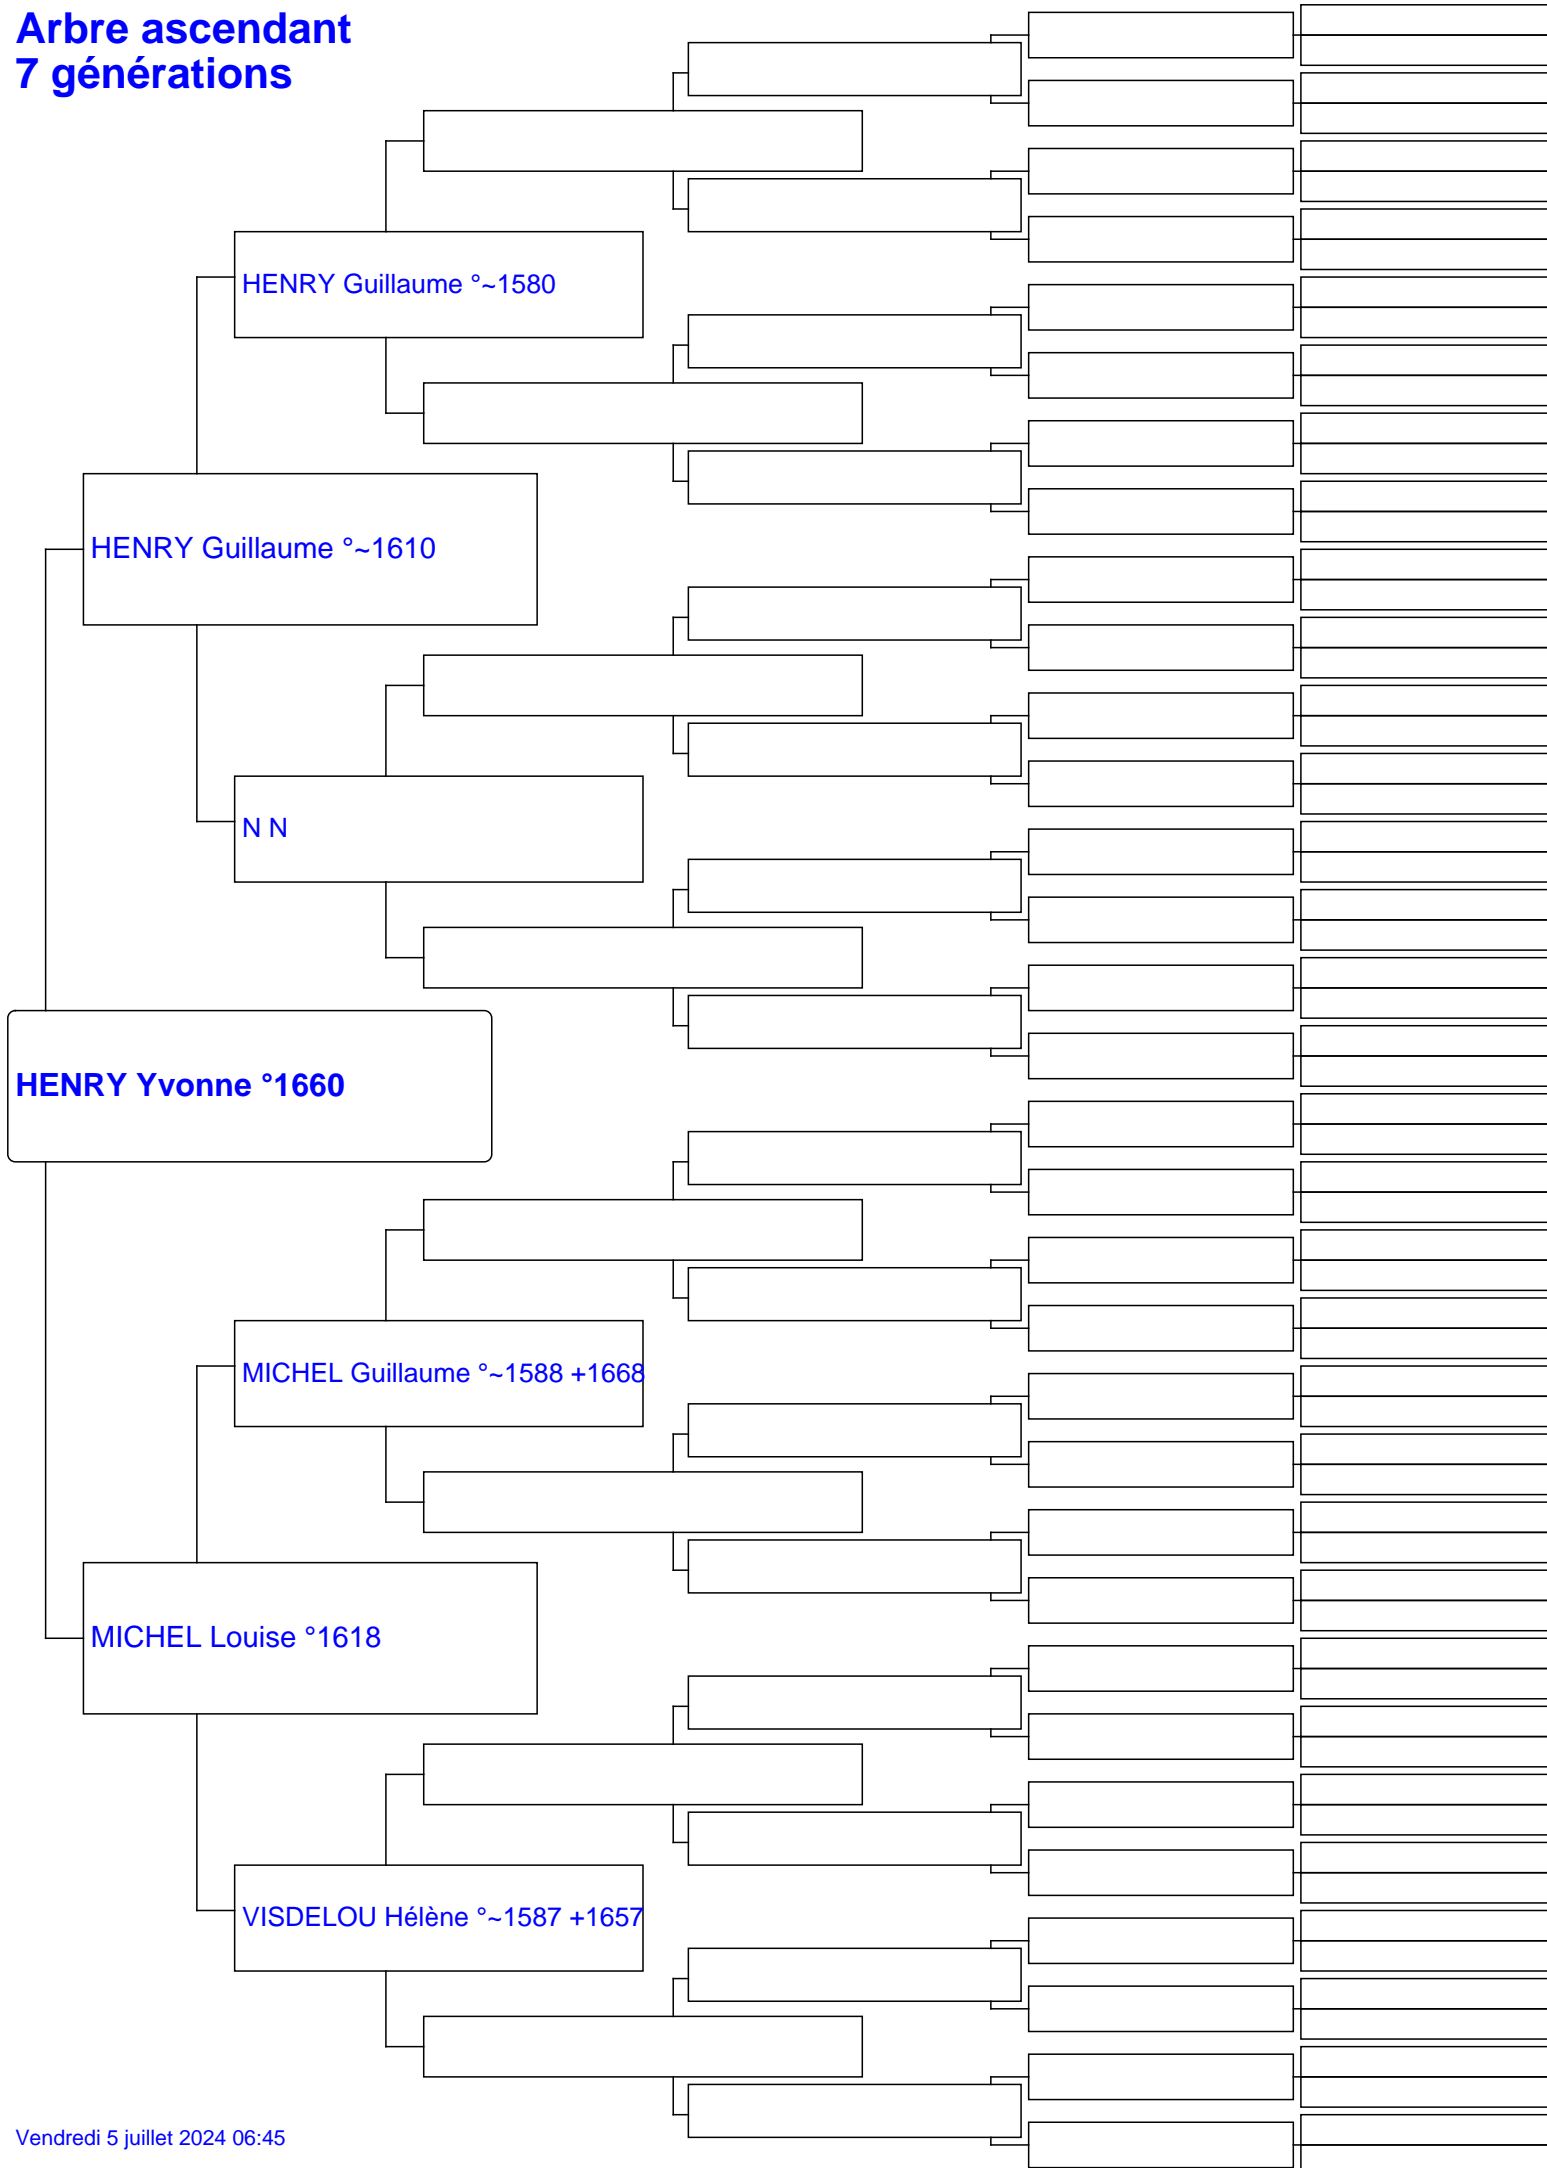 Arbre ascendant
7 générations
HENRY Guillaume °~1580
HENRY Guillaume °~1610
N N
HENRY Yvonne °1660
MICHEL Guillaume °~1588 +1668
MICHEL Louise °1618
VISDELOU Hélène °~1587 +1657
Vendredi 5 juillet 2024 06:45